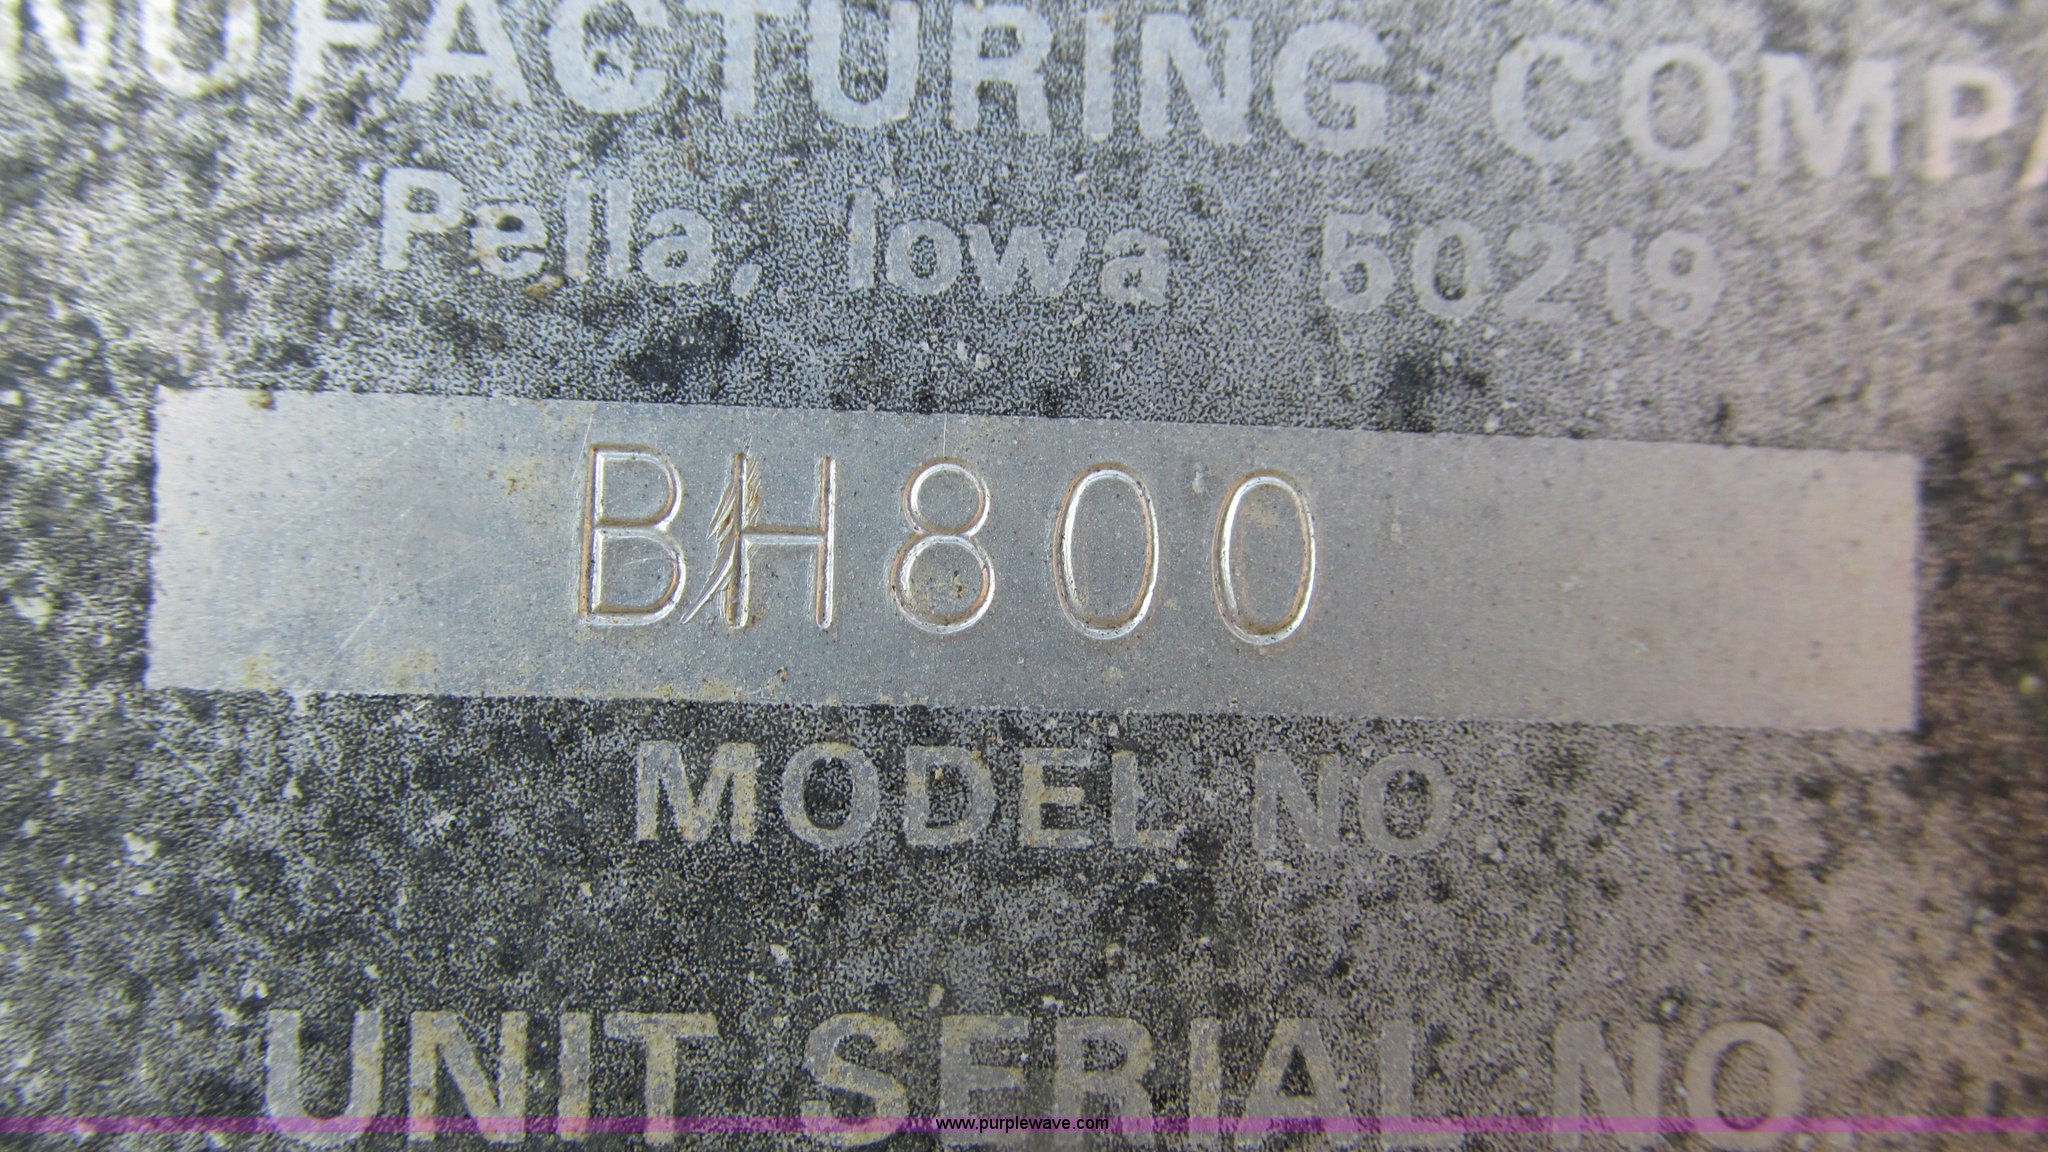 NUFACTURING COMPA
Pella, Iowa 50219
BH800
MODEL NO.
UNIT SERIAL NO.
www.purplewave.com